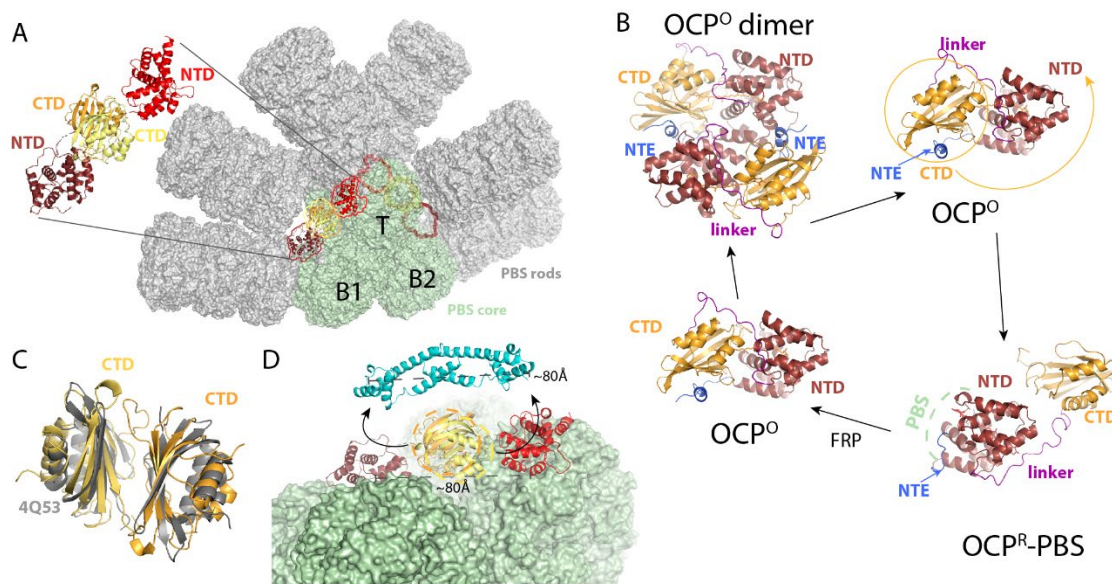 A
NTD
CTD
CTD
NTD
T
B1
B2
PBS rods
PBS core
B
OCPᴼ dimer
CTD
NTD
NTE
NTE
linker
linker
NTD
NTE
CTD
OCPᴼ
CTD
NTD
OCPᴼ
FRP
PBS
NTD
CTD
NTE
linker
OCPᴿ-PBS
C
CTD
CTD
4Q53
D
~80Å
~80Å